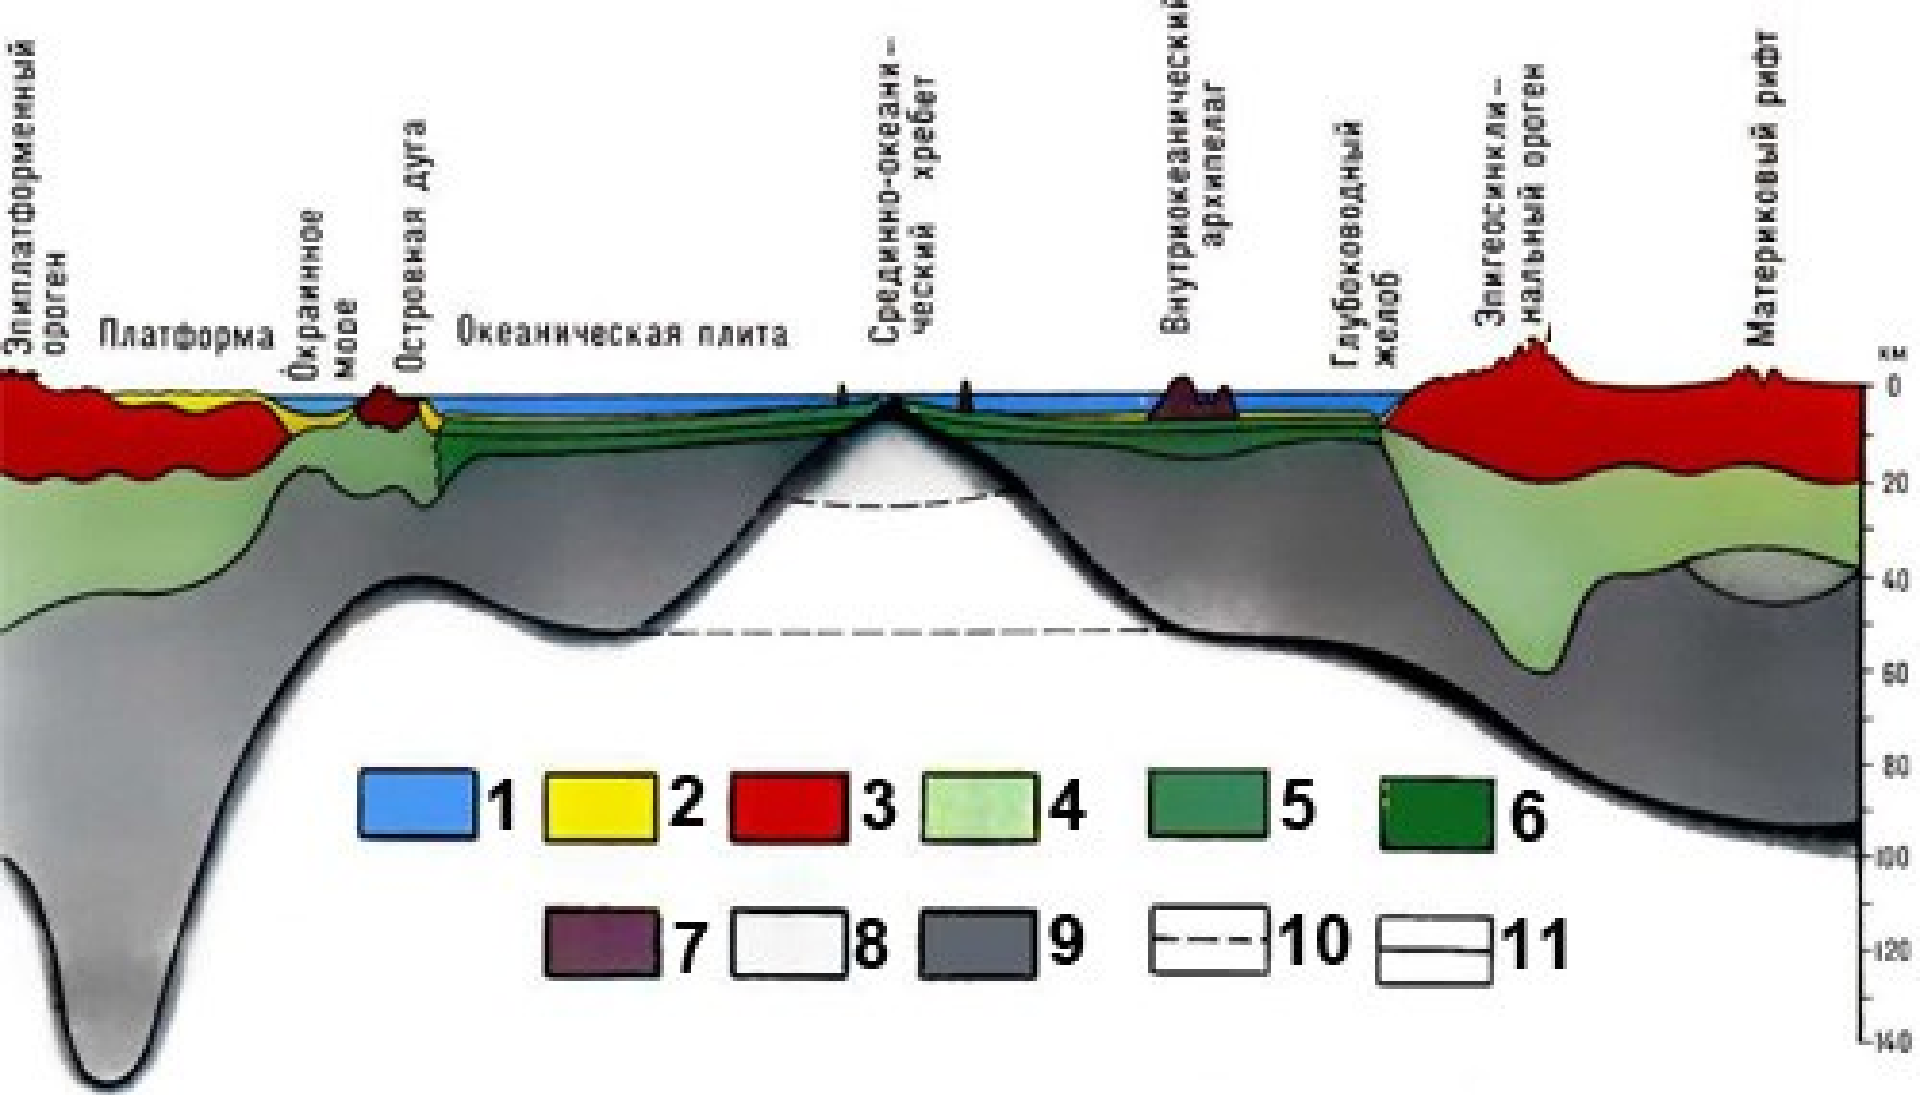 Эпиплатформенный
орроген
Платформа
Окраинное
море
Островная дуга
Океаническая плита
Срединно-океани-
ческий хребет
Внутриокеанический
архипелаг
Глубоководный
желоб
Эпигеосинкли-
нальный ороген
Материковый рифт
км
0
20
40
60
80
100
120
140
1 2 3 4 5 6
7 8 9 10 11